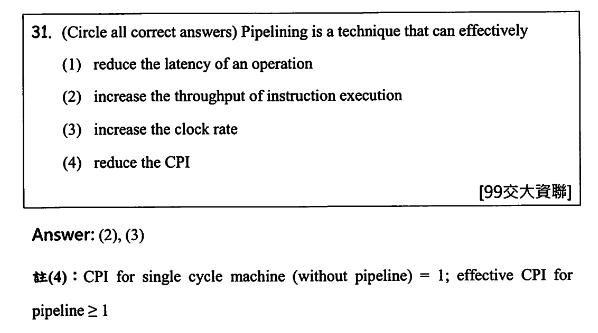 31. (Circle all correct answers) Pipelining is a technique that can effectively
(1) reduce the latency of an operation
(2) increase the throughput of instruction execution
(3) increase the clock rate
(4) reduce the CPI
[99交大資聯]
Answer: (2), (3)
註(4)：CPI for single cycle machine (without pipeline) = 1; effective CPI for
pipeline ≥ 1